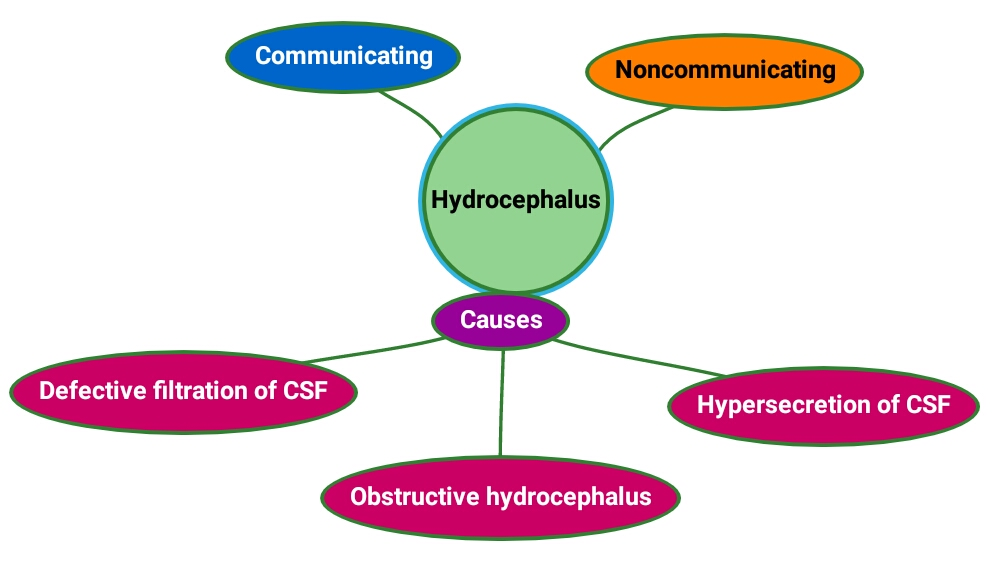 Communicating
Noncommunicating
Hydrocephalus
Causes
Defective filtration of CSF
Hypersecretion of CSF
Obstructive hydrocephalus